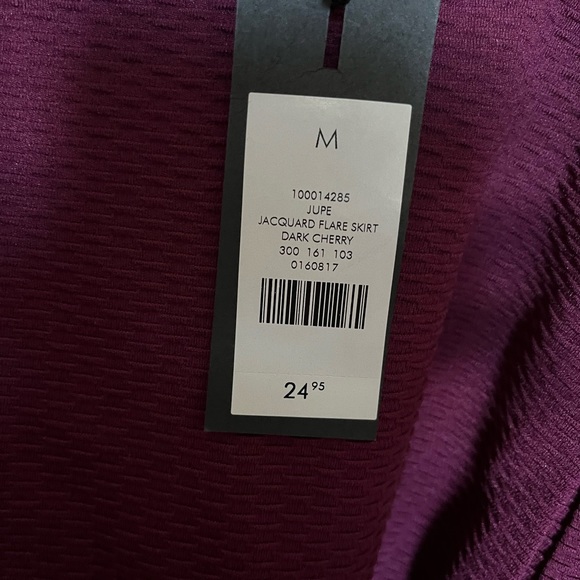 M
100014285
JUPE
JACQUARD FLARE SKIRT
DARK CHERRY
300 161 103
0160817
24 95